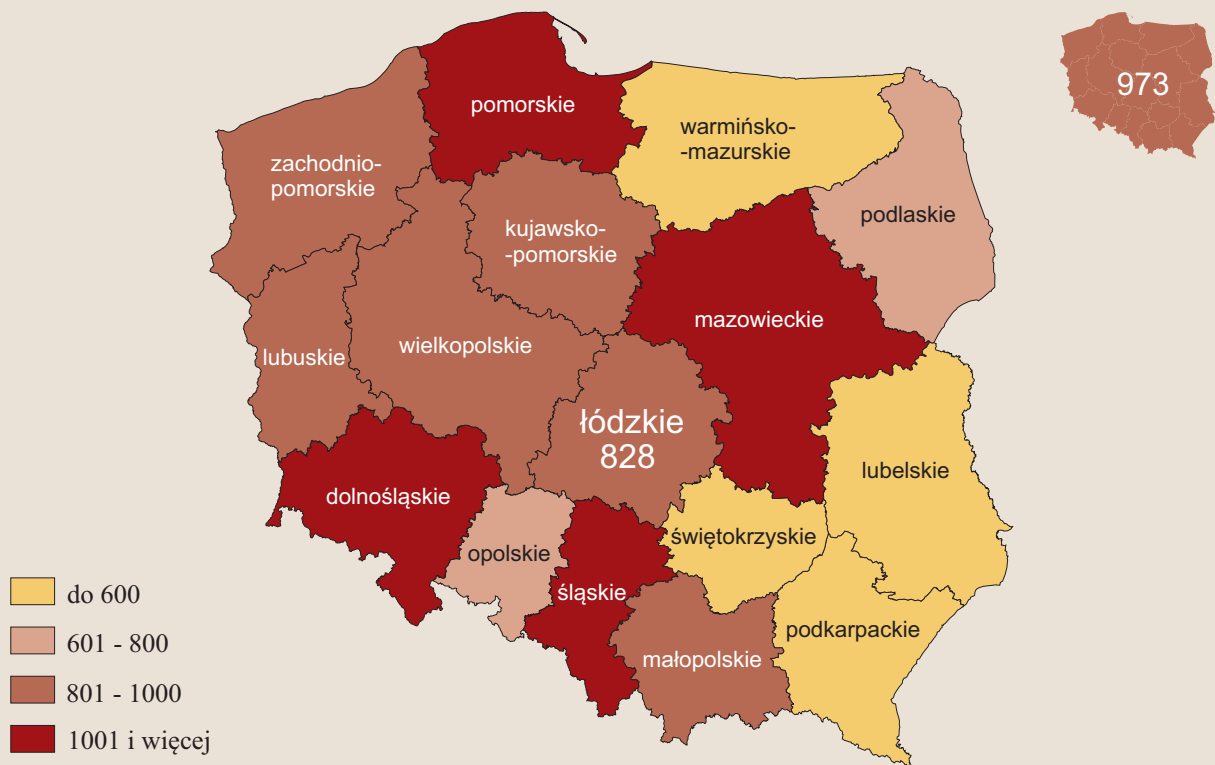 pomorskie
973
warmińsko-
-mazurskie
zachodnio-
pomorskie
podlaskie
kujawsko-
-pomorskie
mazowieckie
wielkopolskie
lubuskie
łódzkie
828
lubelskie
dolnośląskie
świętokrzyskie
opolskie
śląskie
podkarpackie
małopolskie
do 600
601 - 800
801 - 1000
1001 i więcej